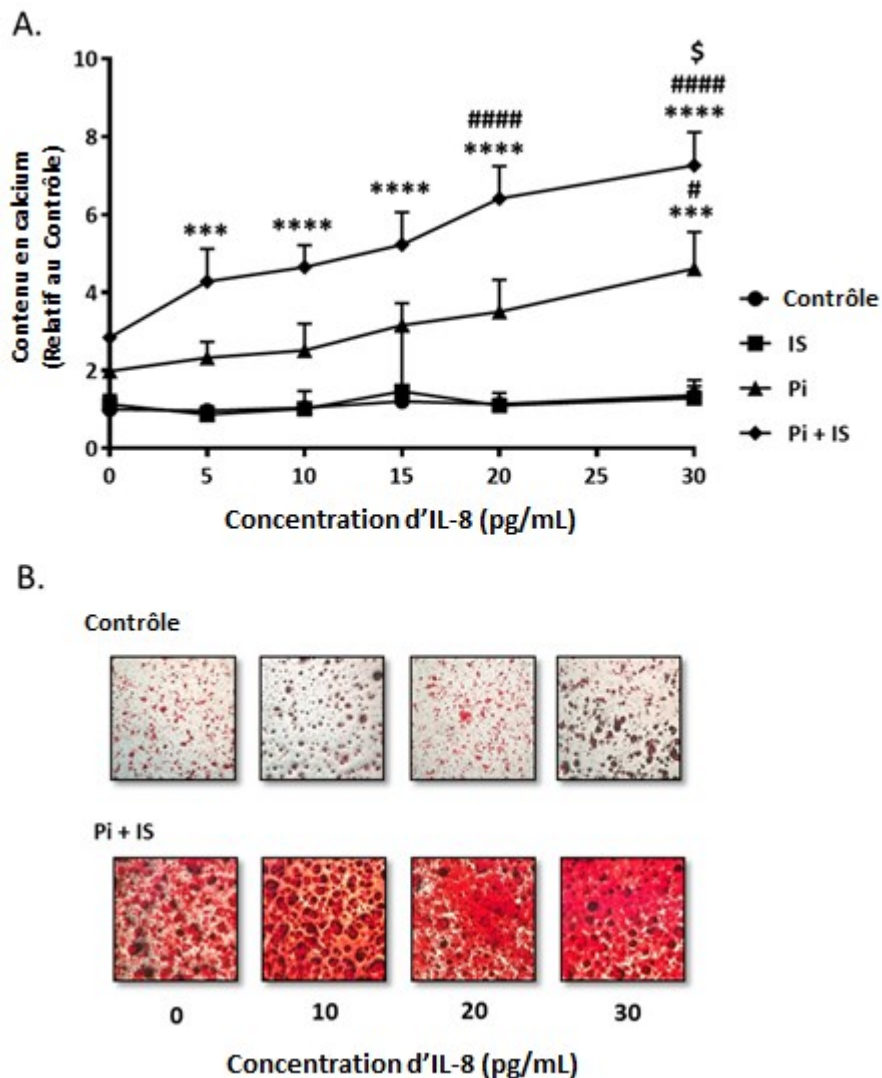 A.
10
8
6
4
2
0
Contenu en calcium
(Relatif au Contrôle)
$
####
****
#
***
####
****
****
****
***
0 5 10 15 20 25 30
Concentration d’IL-8 (pg/mL)
Contrôle
IS
Pi
Pi + IS
B.
Contrôle
Pi + IS
0 10 20 30
Concentration d’IL-8 (pg/mL)